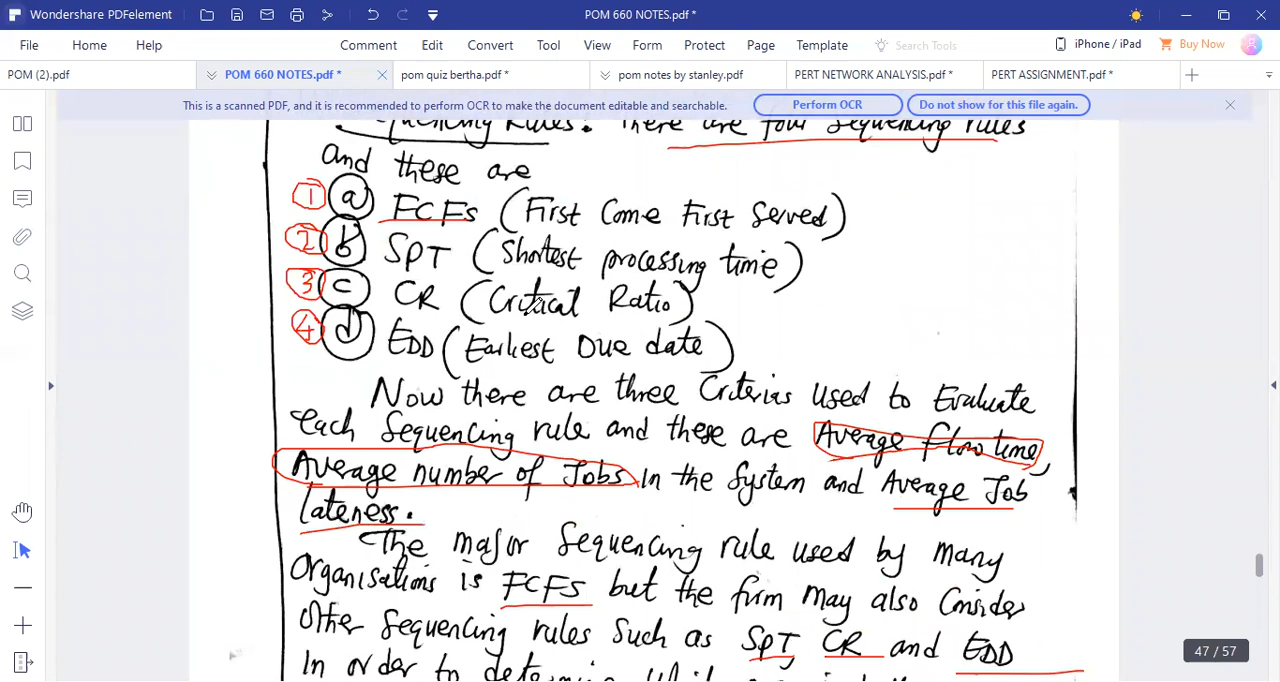 Wondershare PDFelement
POM 660 NOTES.pdf *
File Home Help Comment Edit Convert Tool View Form Protect Page Template Search Tools iPhone / iPad Buy Now
POM (2).pdf POM 660 NOTES.pdf * pom quiz bertha.pdf * pom notes by stanley.pdf PERT NETWORK ANALYSIS.pdf * PERT ASSIGNMENT.pdf *
This is a scanned PDF, and it is recommended to perform OCR to make the document editable and searchable. Perform OCR Do not show for this file again.
Rules. There are four Sequencing rules
and these are
1 a FCFS (First Come First Served)
2 b SPT (Shortest processing time)
3 c CR (Critical Ratio)
4 d EDD (Earliest Due date)
Now there are three Criterias used to Evaluate
each Sequencing rule and these are Average flow time,
Average number of Jobs In the System and Average Job
lateness.
The major Sequencing rule used by many
Organisations is FCFS but the firm may also Consider
Other Sequencing rules Such as SPT, CR and EDD
In order to determine which
47 / 57